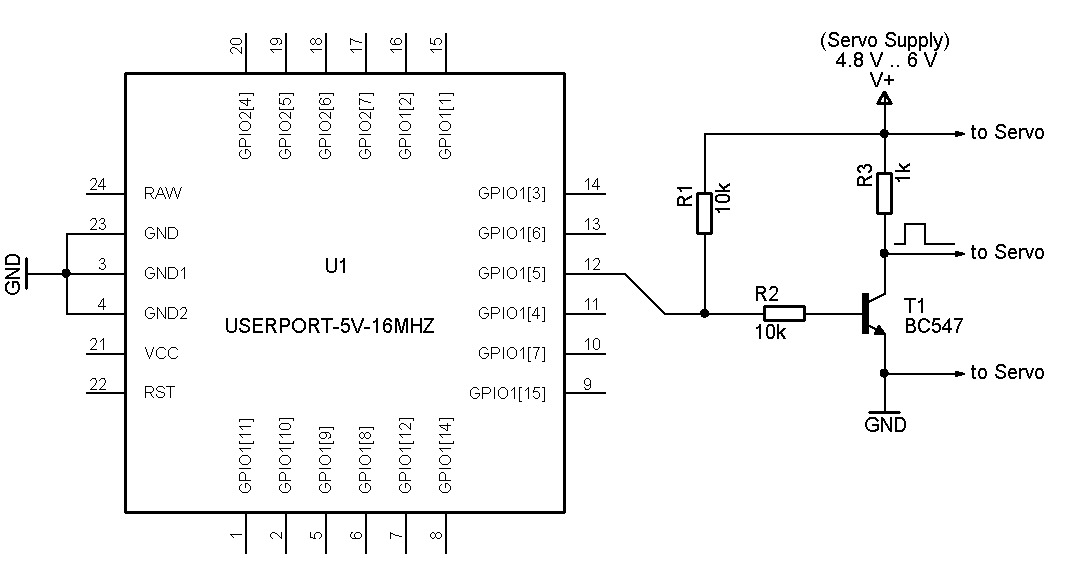 (Servo Supply)
4.8 V .. 6 V
V+
20
19
18
17
16
15
GPIO2[4]
GPIO2[5]
GPIO2[6]
GPIO2[7]
GPIO1[2]
GPIO1[1]
to Servo
24
RAW
GPIO1[3]
14
R1
10k
R3
1k
23
GND
GPIO1[6]
13
GND
3
GND1
U1
GPIO1[5]
12
to Servo
4
GND2
GPIO1[4]
11
R2
10k
T1
BC547
USERPORT-5V-16MHZ
21
VCC
GPIO1[7]
10
to Servo
22
RST
GPIO1[15]
9
GND
GPIO1[11]
GPIO1[10]
GPIO1[9]
GPIO1[8]
GPIO1[12]
GPIO1[14]
1
2
5
6
7
8